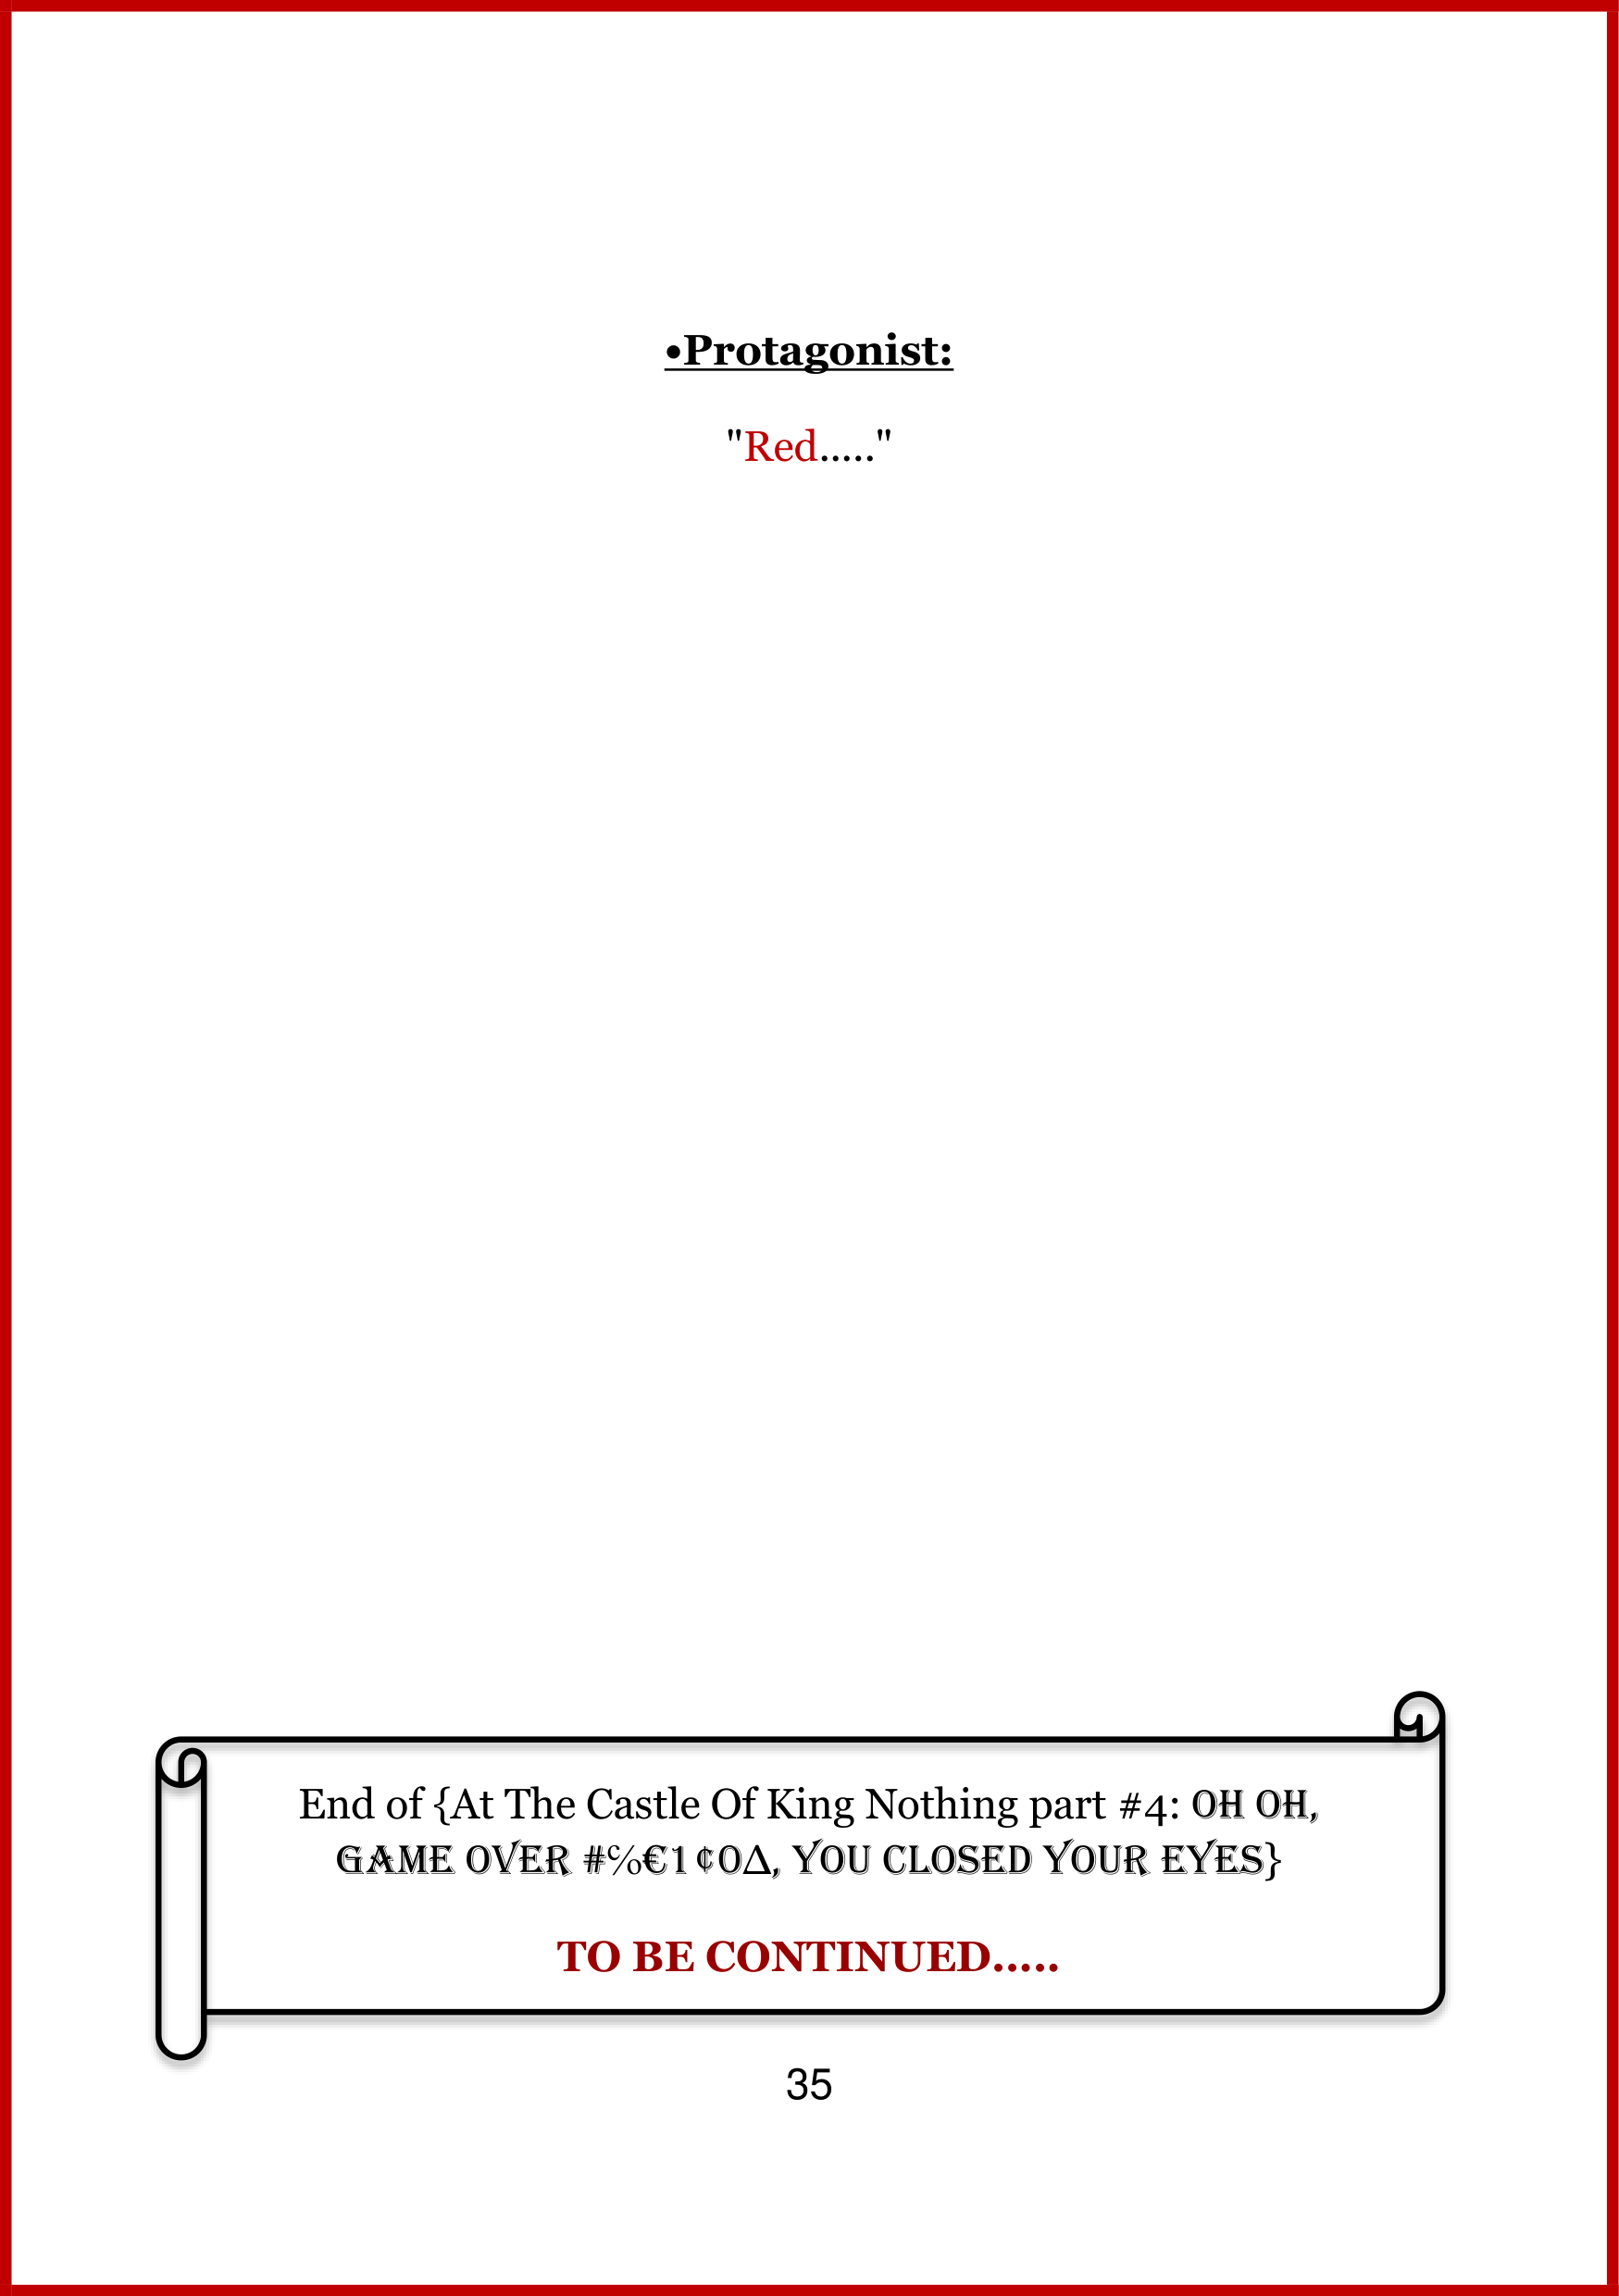 •Protagonist:
"Red....."
End of {At The Castle Of King Nothing part #4: OH OH,
GAME OVER #℅€1¢0∆, YOU CLOSED YOUR EYES}
TO BE CONTINUED.....
35